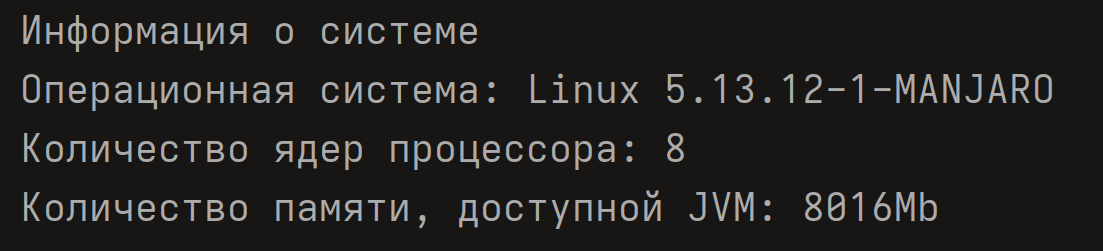 Информация о системе
Операционная система: Linux 5.13.12-1-MANJARO
Количество ядер процессора: 8
Количество памяти, доступной JVM: 8016Mb